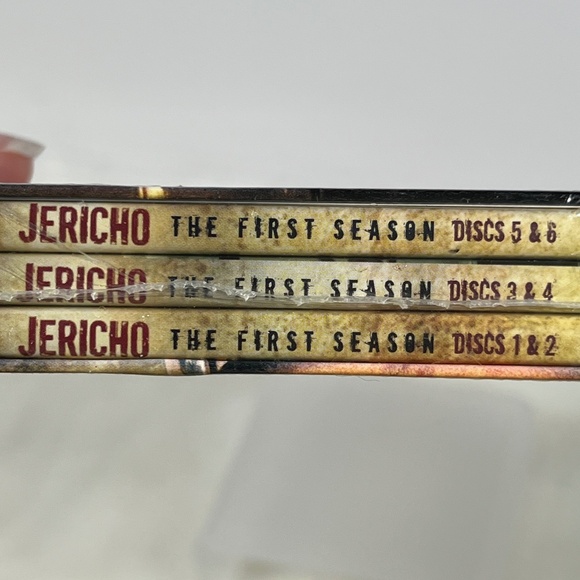 JERICHO THE FIRST SEASON DISCS 5 & 6
JERICHO THE FIRST SEASON DISCS 3 & 4
JERICHO THE FIRST SEASON DISCS 1 & 2